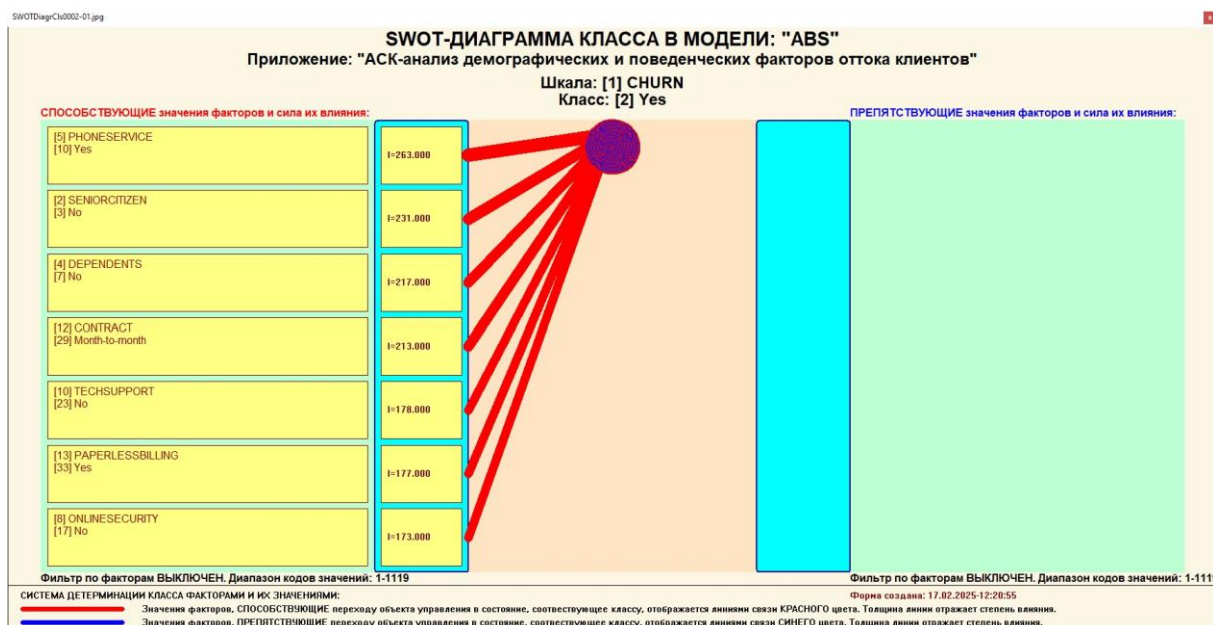 SWOTDiagrCls0002-01.jpg
SWOT-ДИАГРАММА КЛАССА В МОДЕЛИ: "ABS"
Приложение: "АСК-анализ демографических и поведенческих факторов оттока клиентов"
Шкала: [1] CHURN
Класс: [2] Yes
СПОСОБСТВУЮЩИЕ значения факторов и сила их влияния:
ПРЕПЯТСТВУЮЩИЕ значения факторов и сила их влияния:
[5] PHONESERVICE
[10] Yes
I=263.000
[2] SENIORCITIZEN
[3] No
I=231.000
[4] DEPENDENTS
[7] No
I=217.000
[12] CONTRACT
[29] Month-to-month
I=213.000
[10] TECHSUPPORT
[23] No
I=178.000
[13] PAPERLESSBILLING
[33] Yes
I=177.000
[8] ONLINESECURITY
[17] No
I=173.000
Фильтр по факторам ВЫКЛЮЧЕН. Диапазон кодов значений: 1-1119
Фильтр по факторам ВЫКЛЮЧЕН. Диапазон кодов значений: 1-111
СИСТЕМА ДЕТЕРМИНАЦИИ КЛАССА ФАКТОРАМИ И ИХ ЗНАЧЕНИЯМИ:
Форма создана: 17.02.2025-12:20:55
Значения факторов, СПОСОБСТВУЮЩИЕ переходу объекта управления в состояние, соотвествующее классу, отображается линиями связи КРАСНОГО цвета. Толщина линии отражает степень влияния.
Значения факторов, ПРЕПЯТСТВУЮЩИЕ переходу объекта управления в состояние, соотвествующее классу, отображается линиями связи СИНЕГО цвета. Толщина линии отражает степень влияния.